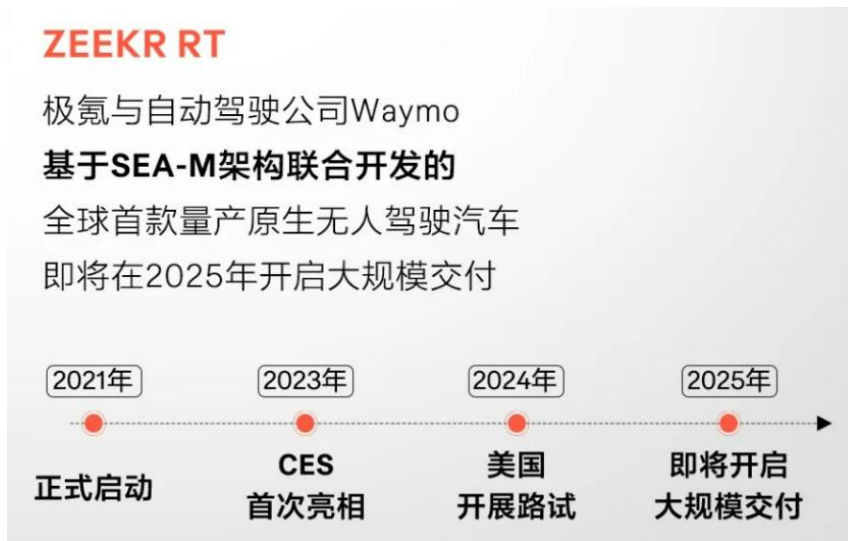 ZEEKR RT
极氪与自动驾驶公司Waymo
基于SEA-M架构联合开发的
全球首款量产原生无人驾驶汽车
即将在2025年开启大规模交付
2021年
2023年
2024年
2025年
正式启动
CES
首次亮相
美国
开展路试
即将开启
大规模交付